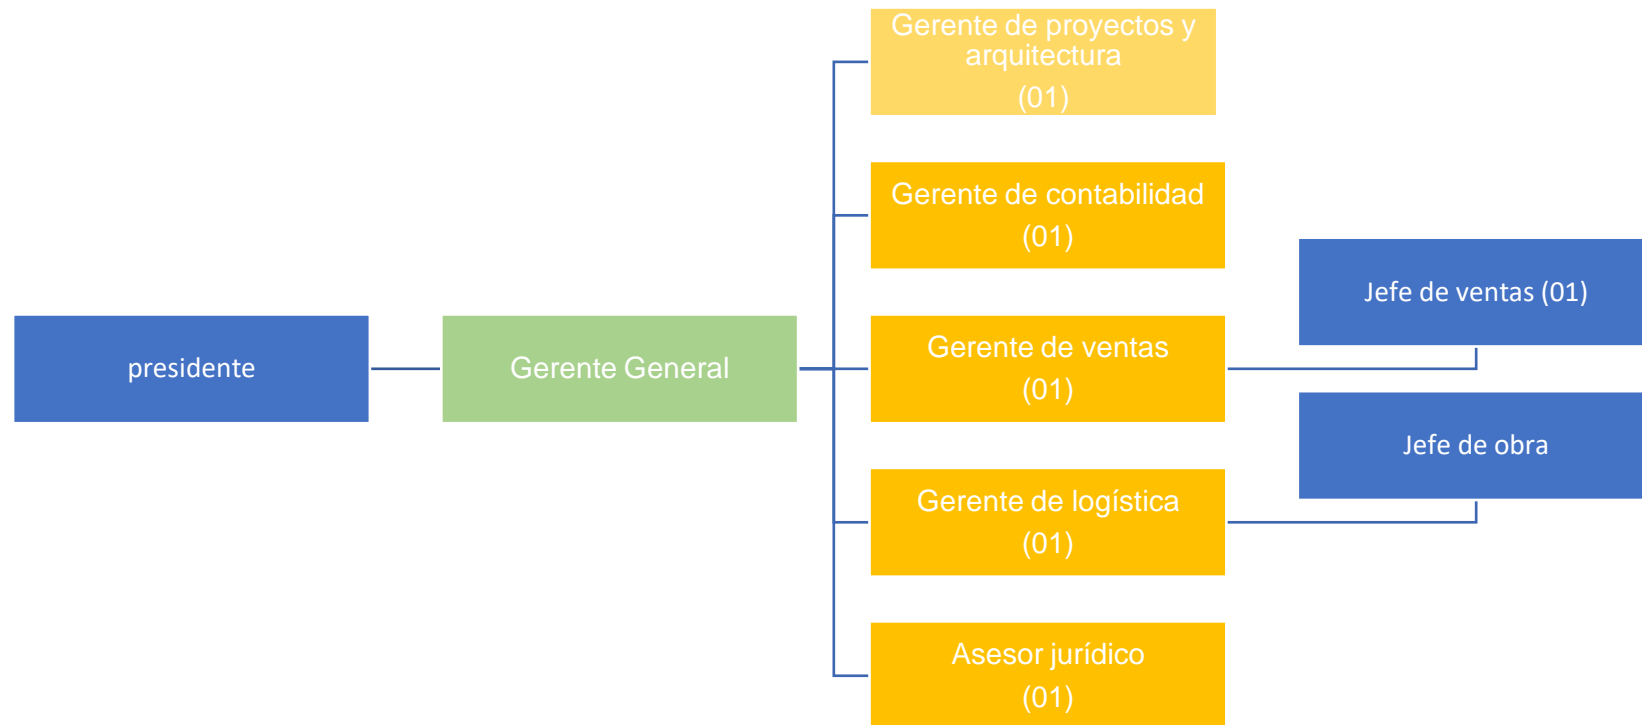 presidente
Gerente General
Gerente de proyectos y
arquitectura
(01)
Gerente de contabilidad
(01)
Gerente de ventas
(01)
Gerente de logística
(01)
Asesor jurídico
(01)
Jefe de ventas (01)
Jefe de obra